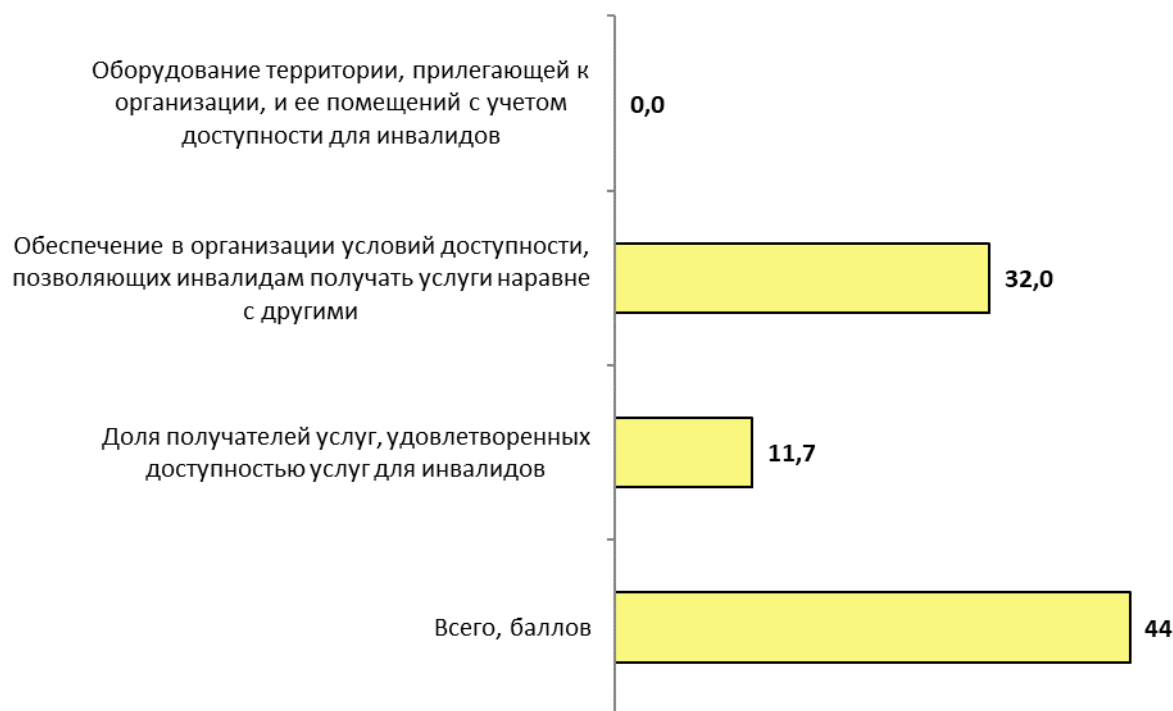 Оборудование территории, прилегающей к
организации, и ее помещений с учетом
доступности для инвалидов
0,0
Обеспечение в организации условий доступности,
позволяющих инвалидам получать услуги наравне
с другими
32,0
Доля получателей услуг, удовлетворенных
доступностью услуг для инвалидов
11,7
Всего, баллов
44